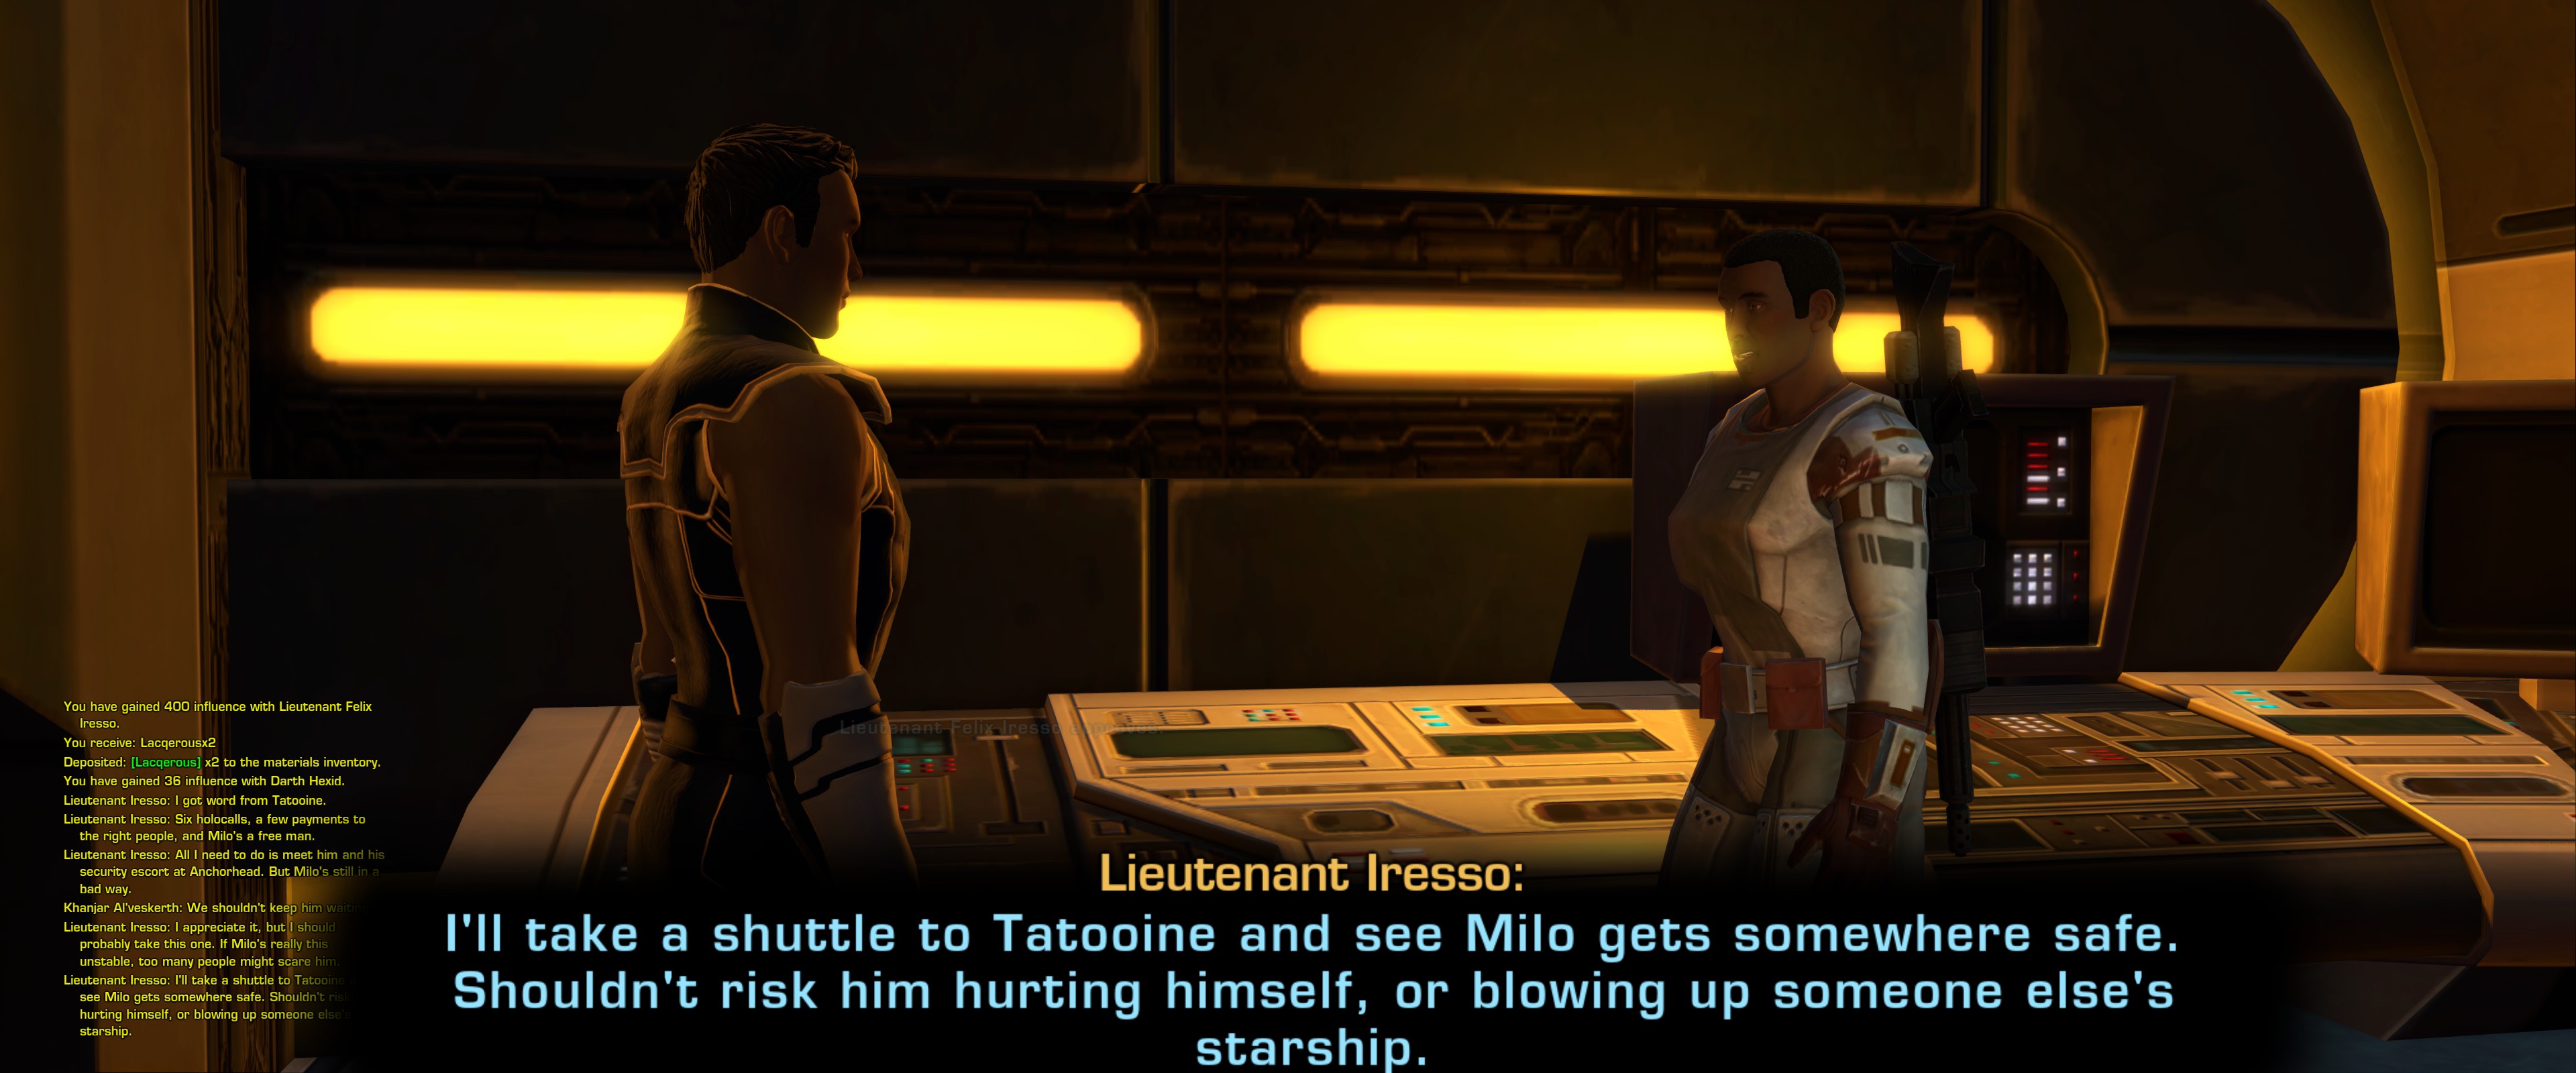 You have gained 400 influence with Lieutenant Felix
Iresso.
You receive: Lacqerousx2
Deposited: [Lacqerous] x2 to the materials inventory.
You have gained 36 influence with Darth Hexid.
Lieutenant Iresso: I got word from Tatooine.
Lieutenant Iresso: Six holocalls, a few payments to
the right people, and Milo's a free man.
Lieutenant Iresso: All I need to do is meet him and his
security escort at Anchorhead. But Milo's still in a
bad way.
Khanjar Al'veskerth: We shouldn't keep him
Lieutenant Iresso: I appreciate it, but I should
probably take this one. If Milo's really this
unstable, too many people might scare him.
Lieutenant Iresso: I'll take a shuttle to Tatooine
see Milo gets somewhere safe. Shouldn't
hurting himself, or blowing up someone else's
starship.
Lieutenant Felix Iresso approves.
Lieutenant Iresso:
I'll take a shuttle to Tatooine and see Milo gets somewhere safe.
Shouldn't risk him hurting himself, or blowing up someone else's
starship.